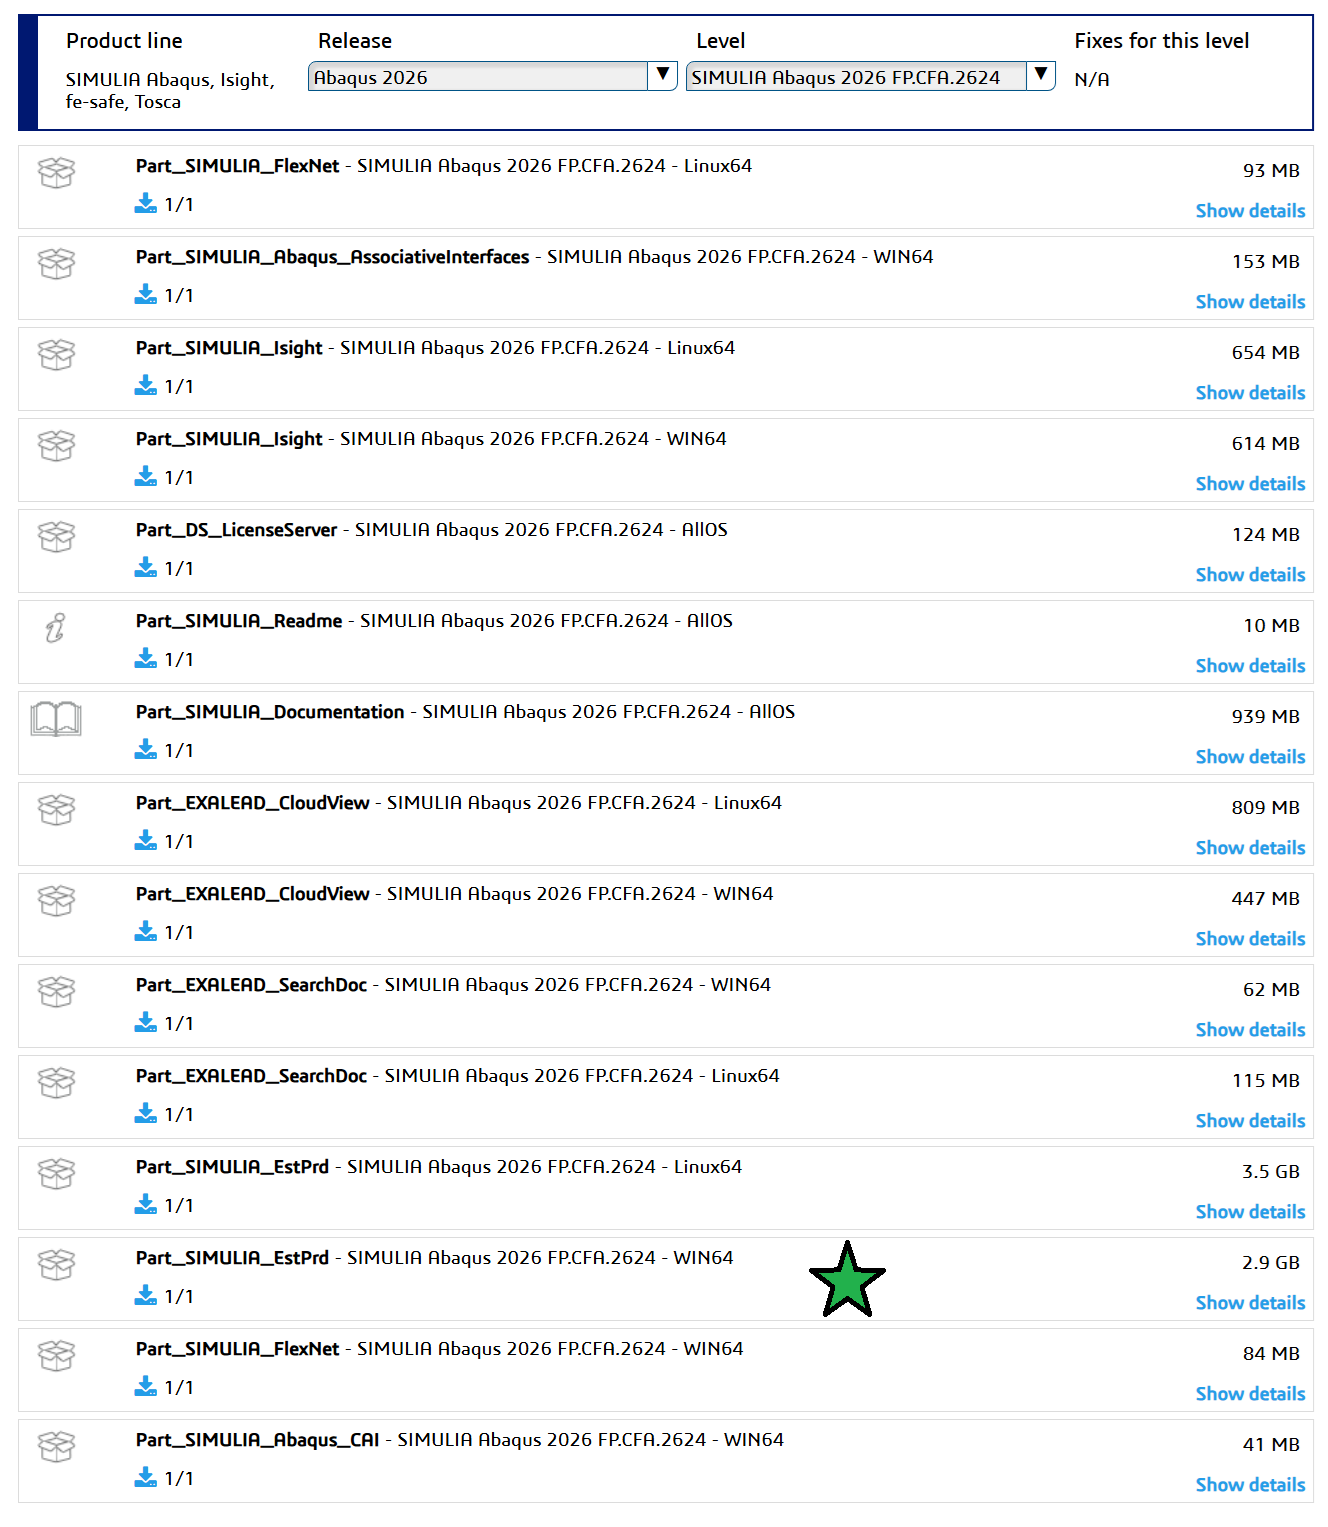 Product line
Release
Level
Fixes for this level
SIMULIA Abaqus, Isight,
fe-safe, Tosca
Abaqus 2026
SIMULIA Abaqus 2026 FP.CFA.2624
N/A
Part_SIMULIA_FlexNet - SIMULIA Abaqus 2026 FP.CFA.2624 - Linux64
93 MB
1/1
Show details
Part_SIMULIA_Abaqus_AssociativeInterfaces - SIMULIA Abaqus 2026 FP.CFA.2624 - WIN64
153 MB
1/1
Show details
Part_SIMULIA_Isight - SIMULIA Abaqus 2026 FP.CFA.2624 - Linux64
654 MB
1/1
Show details
Part_SIMULIA_Isight - SIMULIA Abaqus 2026 FP.CFA.2624 - WIN64
614 MB
1/1
Show details
Part_DS_LicenseServer - SIMULIA Abaqus 2026 FP.CFA.2624 - AllOS
124 MB
1/1
Show details
Part_SIMULIA_Readme - SIMULIA Abaqus 2026 FP.CFA.2624 - AllOS
10 MB
1/1
Show details
Part_SIMULIA_Documentation - SIMULIA Abaqus 2026 FP.CFA.2624 - AllOS
939 MB
1/1
Show details
Part_EXALEAD_CloudView - SIMULIA Abaqus 2026 FP.CFA.2624 - Linux64
809 MB
1/1
Show details
Part_EXALEAD_CloudView - SIMULIA Abaqus 2026 FP.CFA.2624 - WIN64
447 MB
1/1
Show details
Part_EXALEAD_SearchDoc - SIMULIA Abaqus 2026 FP.CFA.2624 - WIN64
62 MB
1/1
Show details
Part_EXALEAD_SearchDoc - SIMULIA Abaqus 2026 FP.CFA.2624 - Linux64
115 MB
1/1
Show details
Part_SIMULIA_EstPrd - SIMULIA Abaqus 2026 FP.CFA.2624 - Linux64
3.5 GB
1/1
Show details
Part_SIMULIA_EstPrd - SIMULIA Abaqus 2026 FP.CFA.2624 - WIN64
2.9 GB
1/1
Show details
Part_SIMULIA_FlexNet - SIMULIA Abaqus 2026 FP.CFA.2624 - WIN64
84 MB
1/1
Show details
Part_SIMULIA_Abaqus_CAI - SIMULIA Abaqus 2026 FP.CFA.2624 - WIN64
41 MB
1/1
Show details